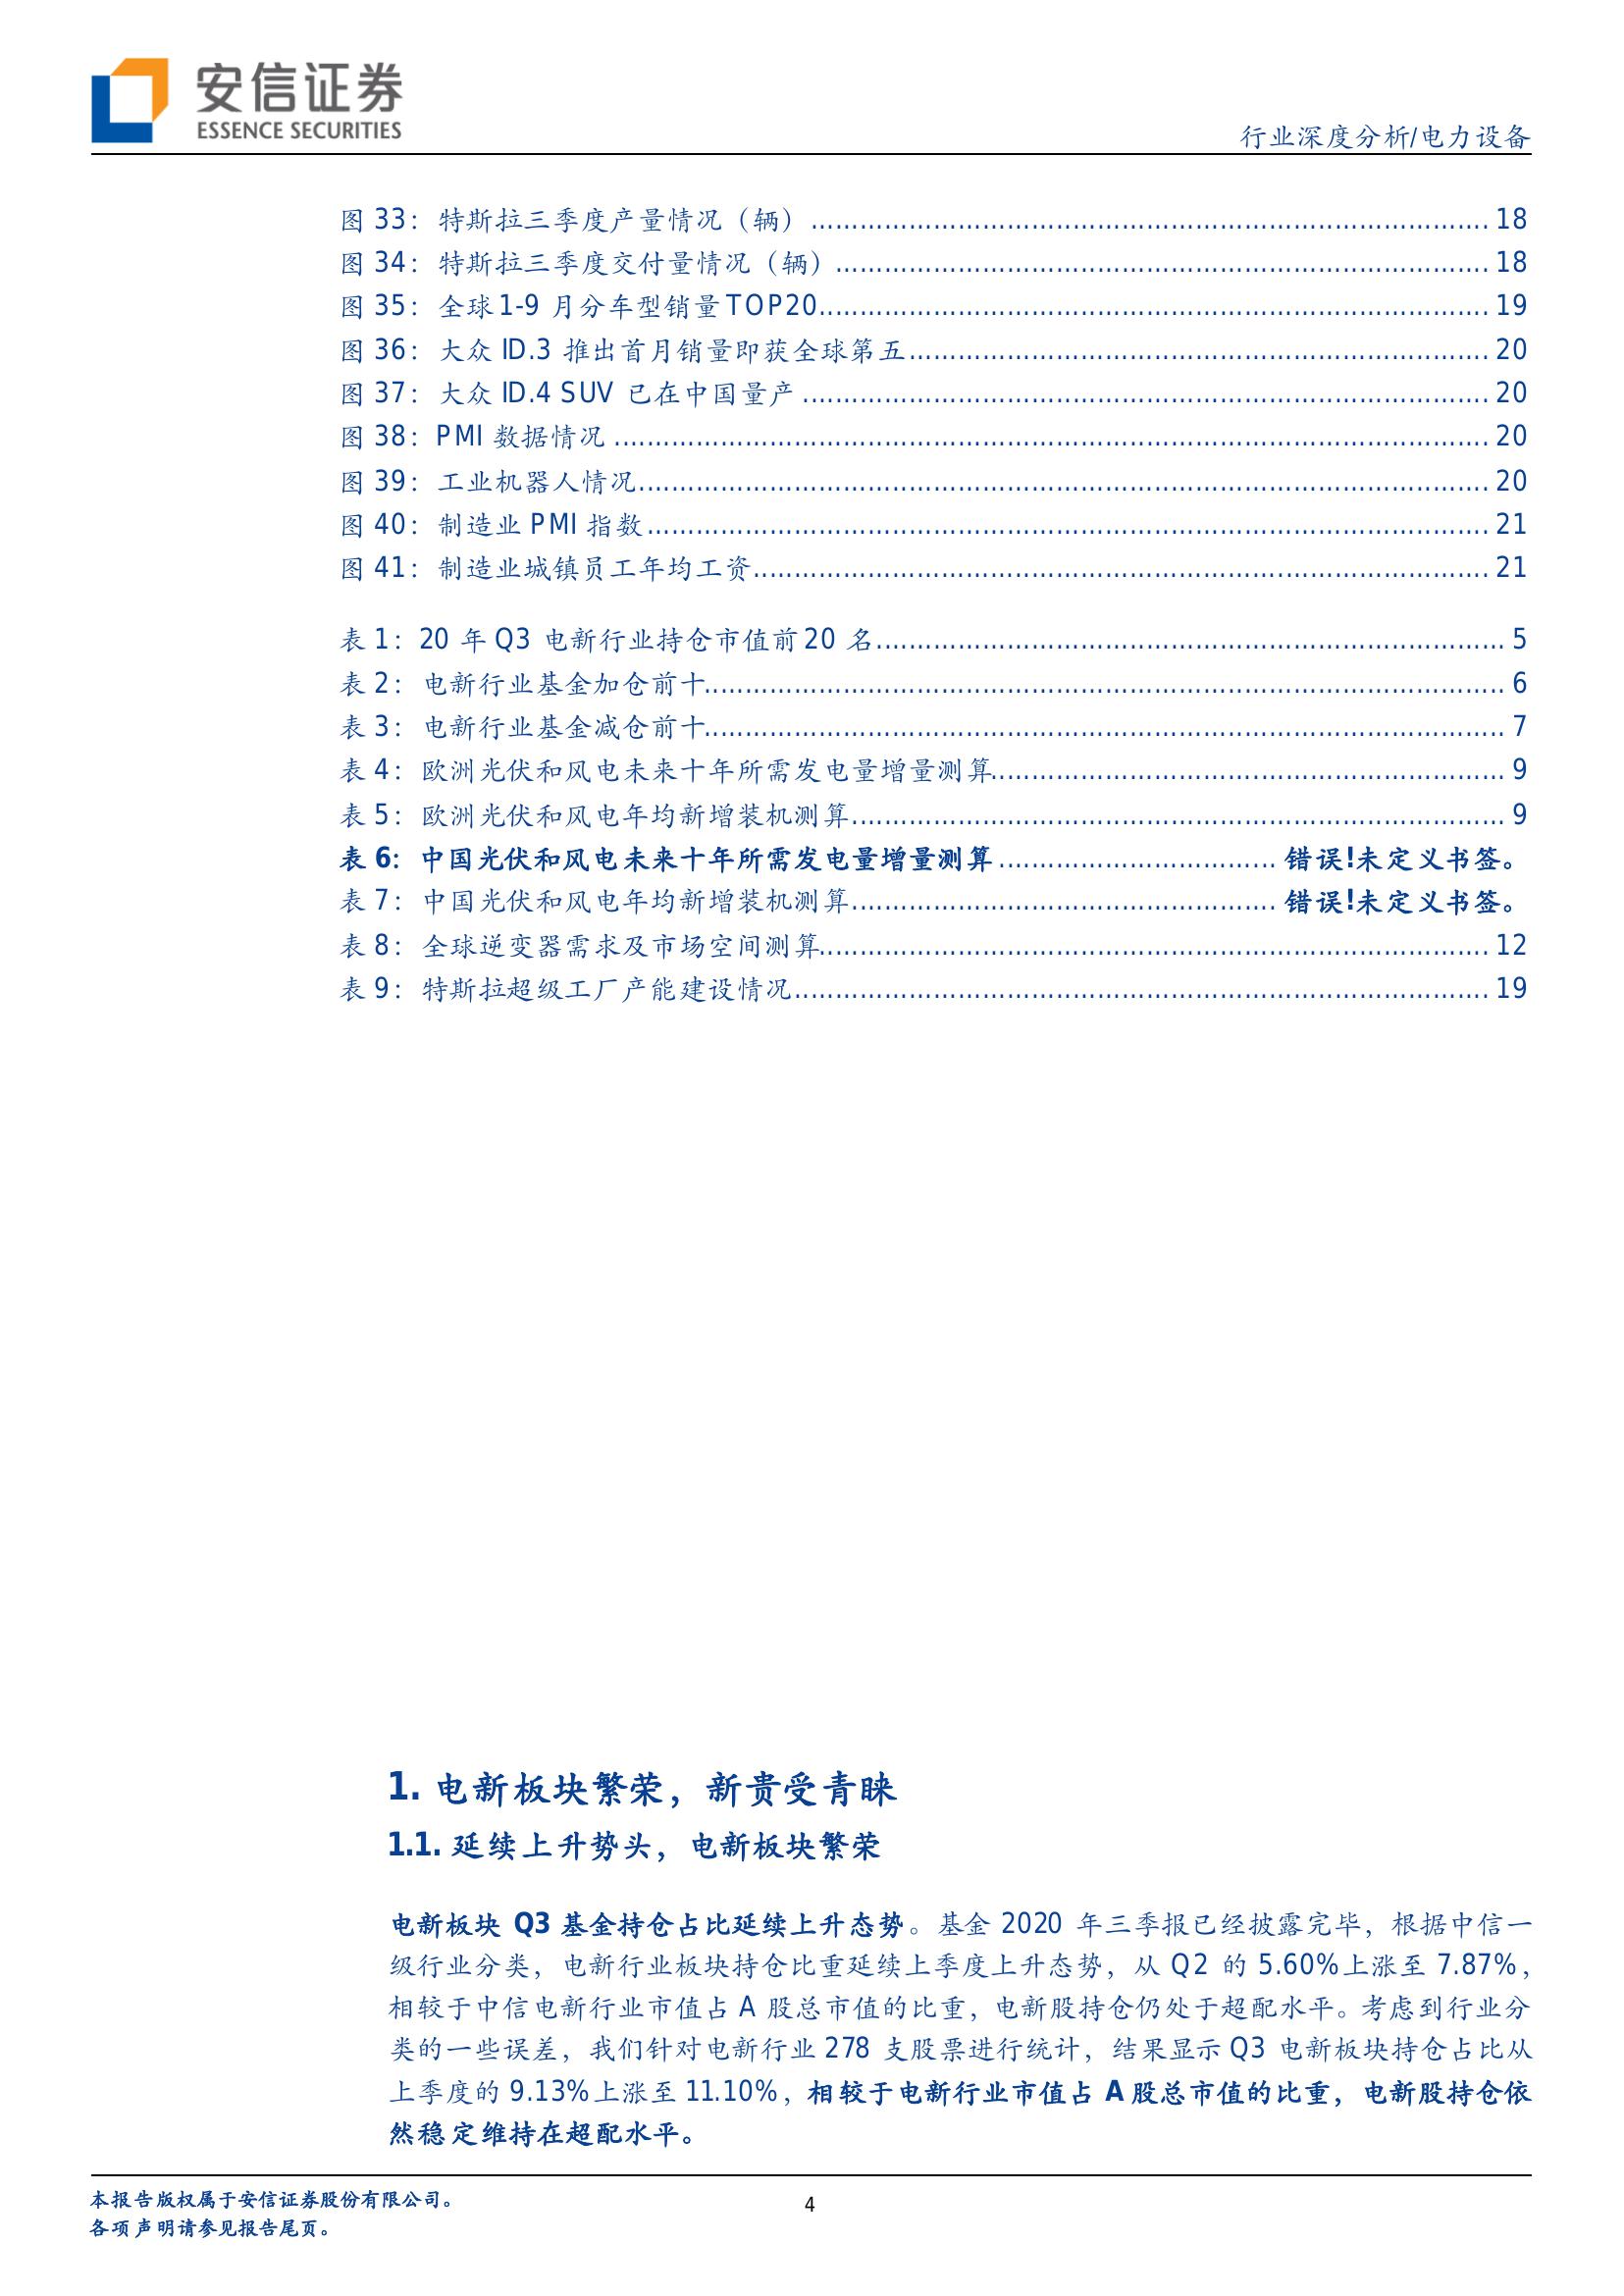 安信证券
ESSENCE SECURITIES
行业深度分析/电力设备
图 33：特斯拉三季度产量情况（辆）...................................................................................18
图 34：特斯拉三季度交付量情况（辆）................................................................................18
图 35：全球1-9 月分车型销量TOP20..................................................................................19
图 36：大众 ID.3 推出首月销量即获全球第五.......................................................................20
图 37：大众 ID.4 SUV 已在中国量产....................................................................................20
图 38：PMI 数据情况...........................................................................................................20
图 39：工业机器人情况........................................................................................................20
图 40：制造业 PMI 指数.......................................................................................................21
图 41：制造业城镇员工年均工资..........................................................................................21
表 1：20 年 Q3 电新行业持仓市值前20 名.............................................................................5
表 2：电新行业基金加仓前十..................................................................................................6
表 3：电新行业基金减仓前十..................................................................................................7
表 4：欧洲光伏和风电未来十年所需发电量增量测算...............................................................9
表 5：欧洲光伏和风电年均新增装机测算................................................................................9
表 6：中国光伏和风电未来十年所需发电量增量测算..................................错误!未定义书签。
表 7：中国光伏和风电年均新增装机测算....................................................错误!未定义书签。
表 8：全球逆变器需求及市场空间测算..................................................................................12
表 9：特斯拉超级工厂产能建设情况.....................................................................................19
1. 电新板块繁荣，新贵受青睐
1.1. 延续上升势头，电新板块繁荣
电新板块 Q3 基金持仓占比延续上升态势。基金 2020 年三季报已经披露完毕，根据中信一
级行业分类，电新行业板块持仓比重延续上季度上升态势，从 Q2 的 5.60%上涨至 7.87%，
相较于中信电新行业市值占 A 股总市值的比重，电新股持仓仍处于超配水平。考虑到行业分
类的一些误差，我们针对电新行业 278 支股票进行统计，结果显示 Q3 电新板块持仓占比从
上季度的 9.13%上涨至 11.10%，相较于电新行业市值占 A 股总市值的比重，电新股持仓依
然稳定维持在超配水平。
本报告版权属于安信证券股份有限公司。
4
各项声明请参见报告尾页。